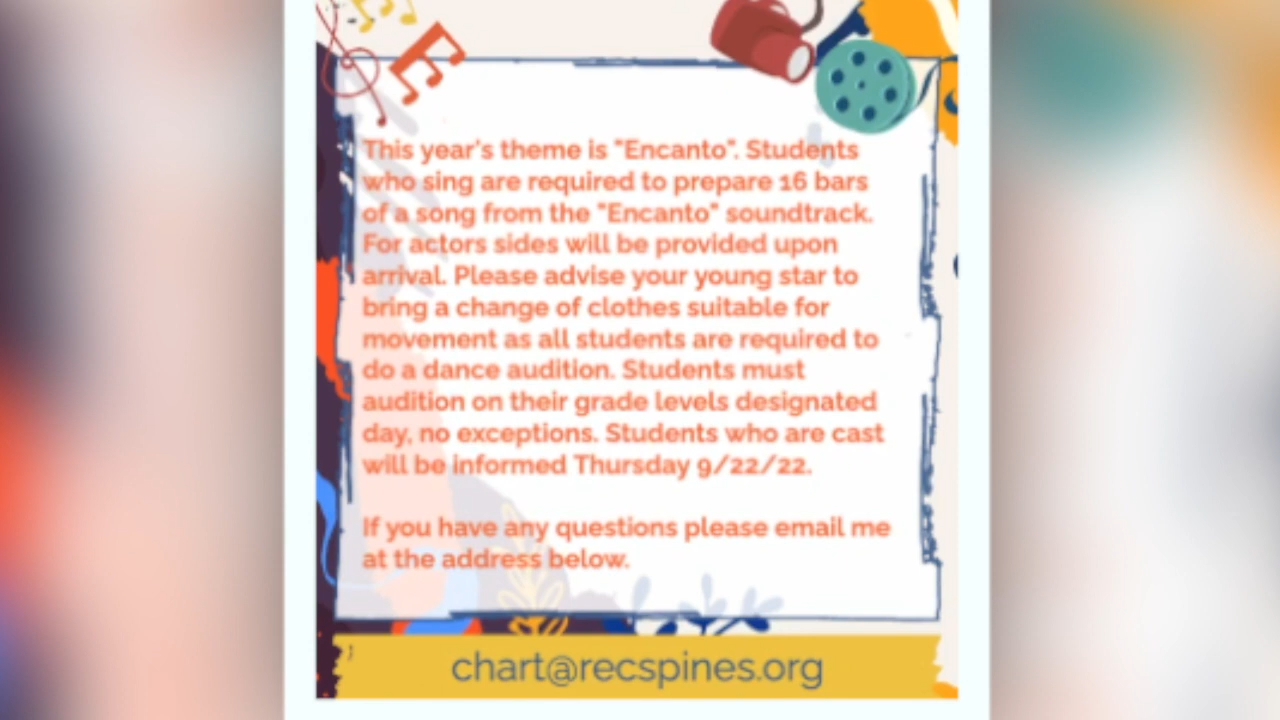 This year's theme is "Encanto". Students
who sing are required to prepare 16 bars
of a song from the "Encanto" soundtrack.
For actors sides will be provided upon
arrival. Please advise your young star to
bring a change of clothes suitable for
movement as all students are required to
do a dance audition. Students must
audition on their grade levels designated
day, no exceptions. Students who are cast
will be informed Thursday 9/22/22.
If you have any questions please email me
at the address below.
chart@recspines.org